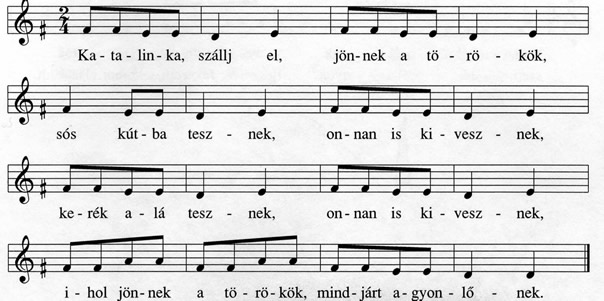 2
4
Ka - ta - lin - ka, szállj el, jön - nek a tö - rö - kök,
sós kút - ba tesz - nek, on - nan is ki - vesz - nek,
ke - rék a - lá tesz - nek, on - nan is ki - vesz - nek,
i - hol jön - nek a tö - rö - kök, mind - járt a - gyon - lő - nek.